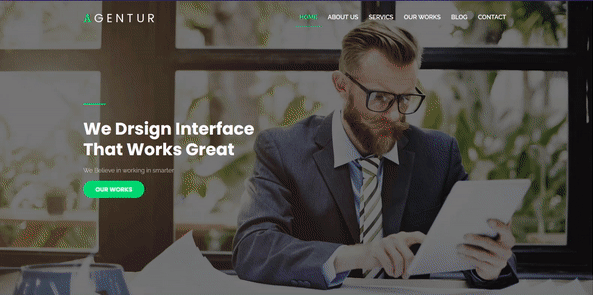 AGENTUR
HOME ABOUT US SERVICS OUR WORKS BLOG CONTACT
We Drsign Interface
That Works Great
We Believe in working in smarter
OUR WORKS